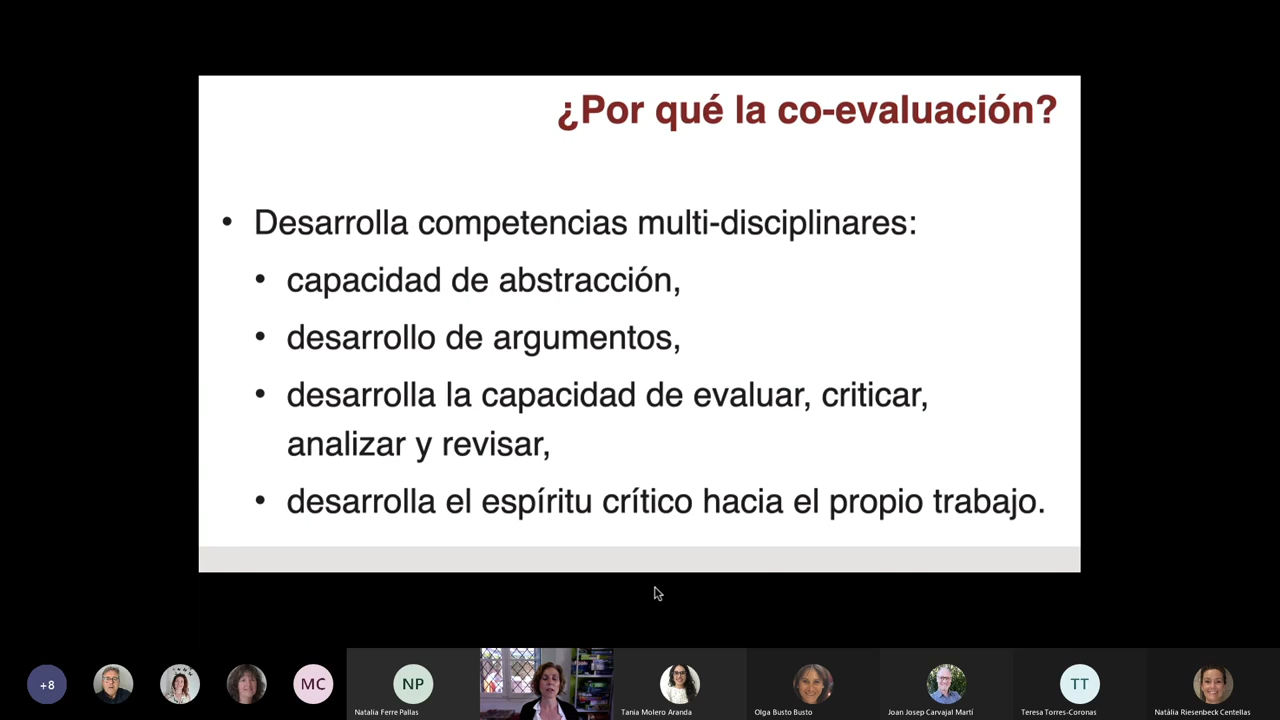 ¿Por qué la co-evaluación?
• Desarrolla competencias multi-disciplinares:
• capacidad de abstracción,
• desarrollo de argumentos,
• desarrolla la capacidad de evaluar, criticar,
analizar y revisar,
• desarrolla el espíritu crítico hacia el propio trabajo.
+8
MC
NP
TT
Natalia Ferre Pallas
Tania Molero Aranda
Olga Busto Busto
Joan Josep Carvajal Martí
Teresa Torres-Coronas
Natàlia Riesenbeck Centellas